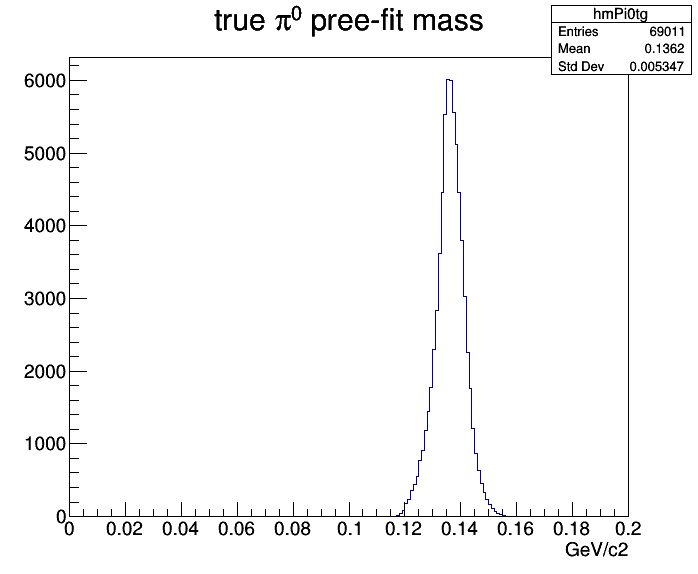 true π⁰ pree-fit mass
hmPi0tg
Entries 69011
Mean 0.1362
Std Dev 0.005347
6000
5000
4000
3000
2000
1000
0
0 0.02 0.04 0.06 0.08 0.1 0.12 0.14 0.16 0.18 0.2
GeV/c2